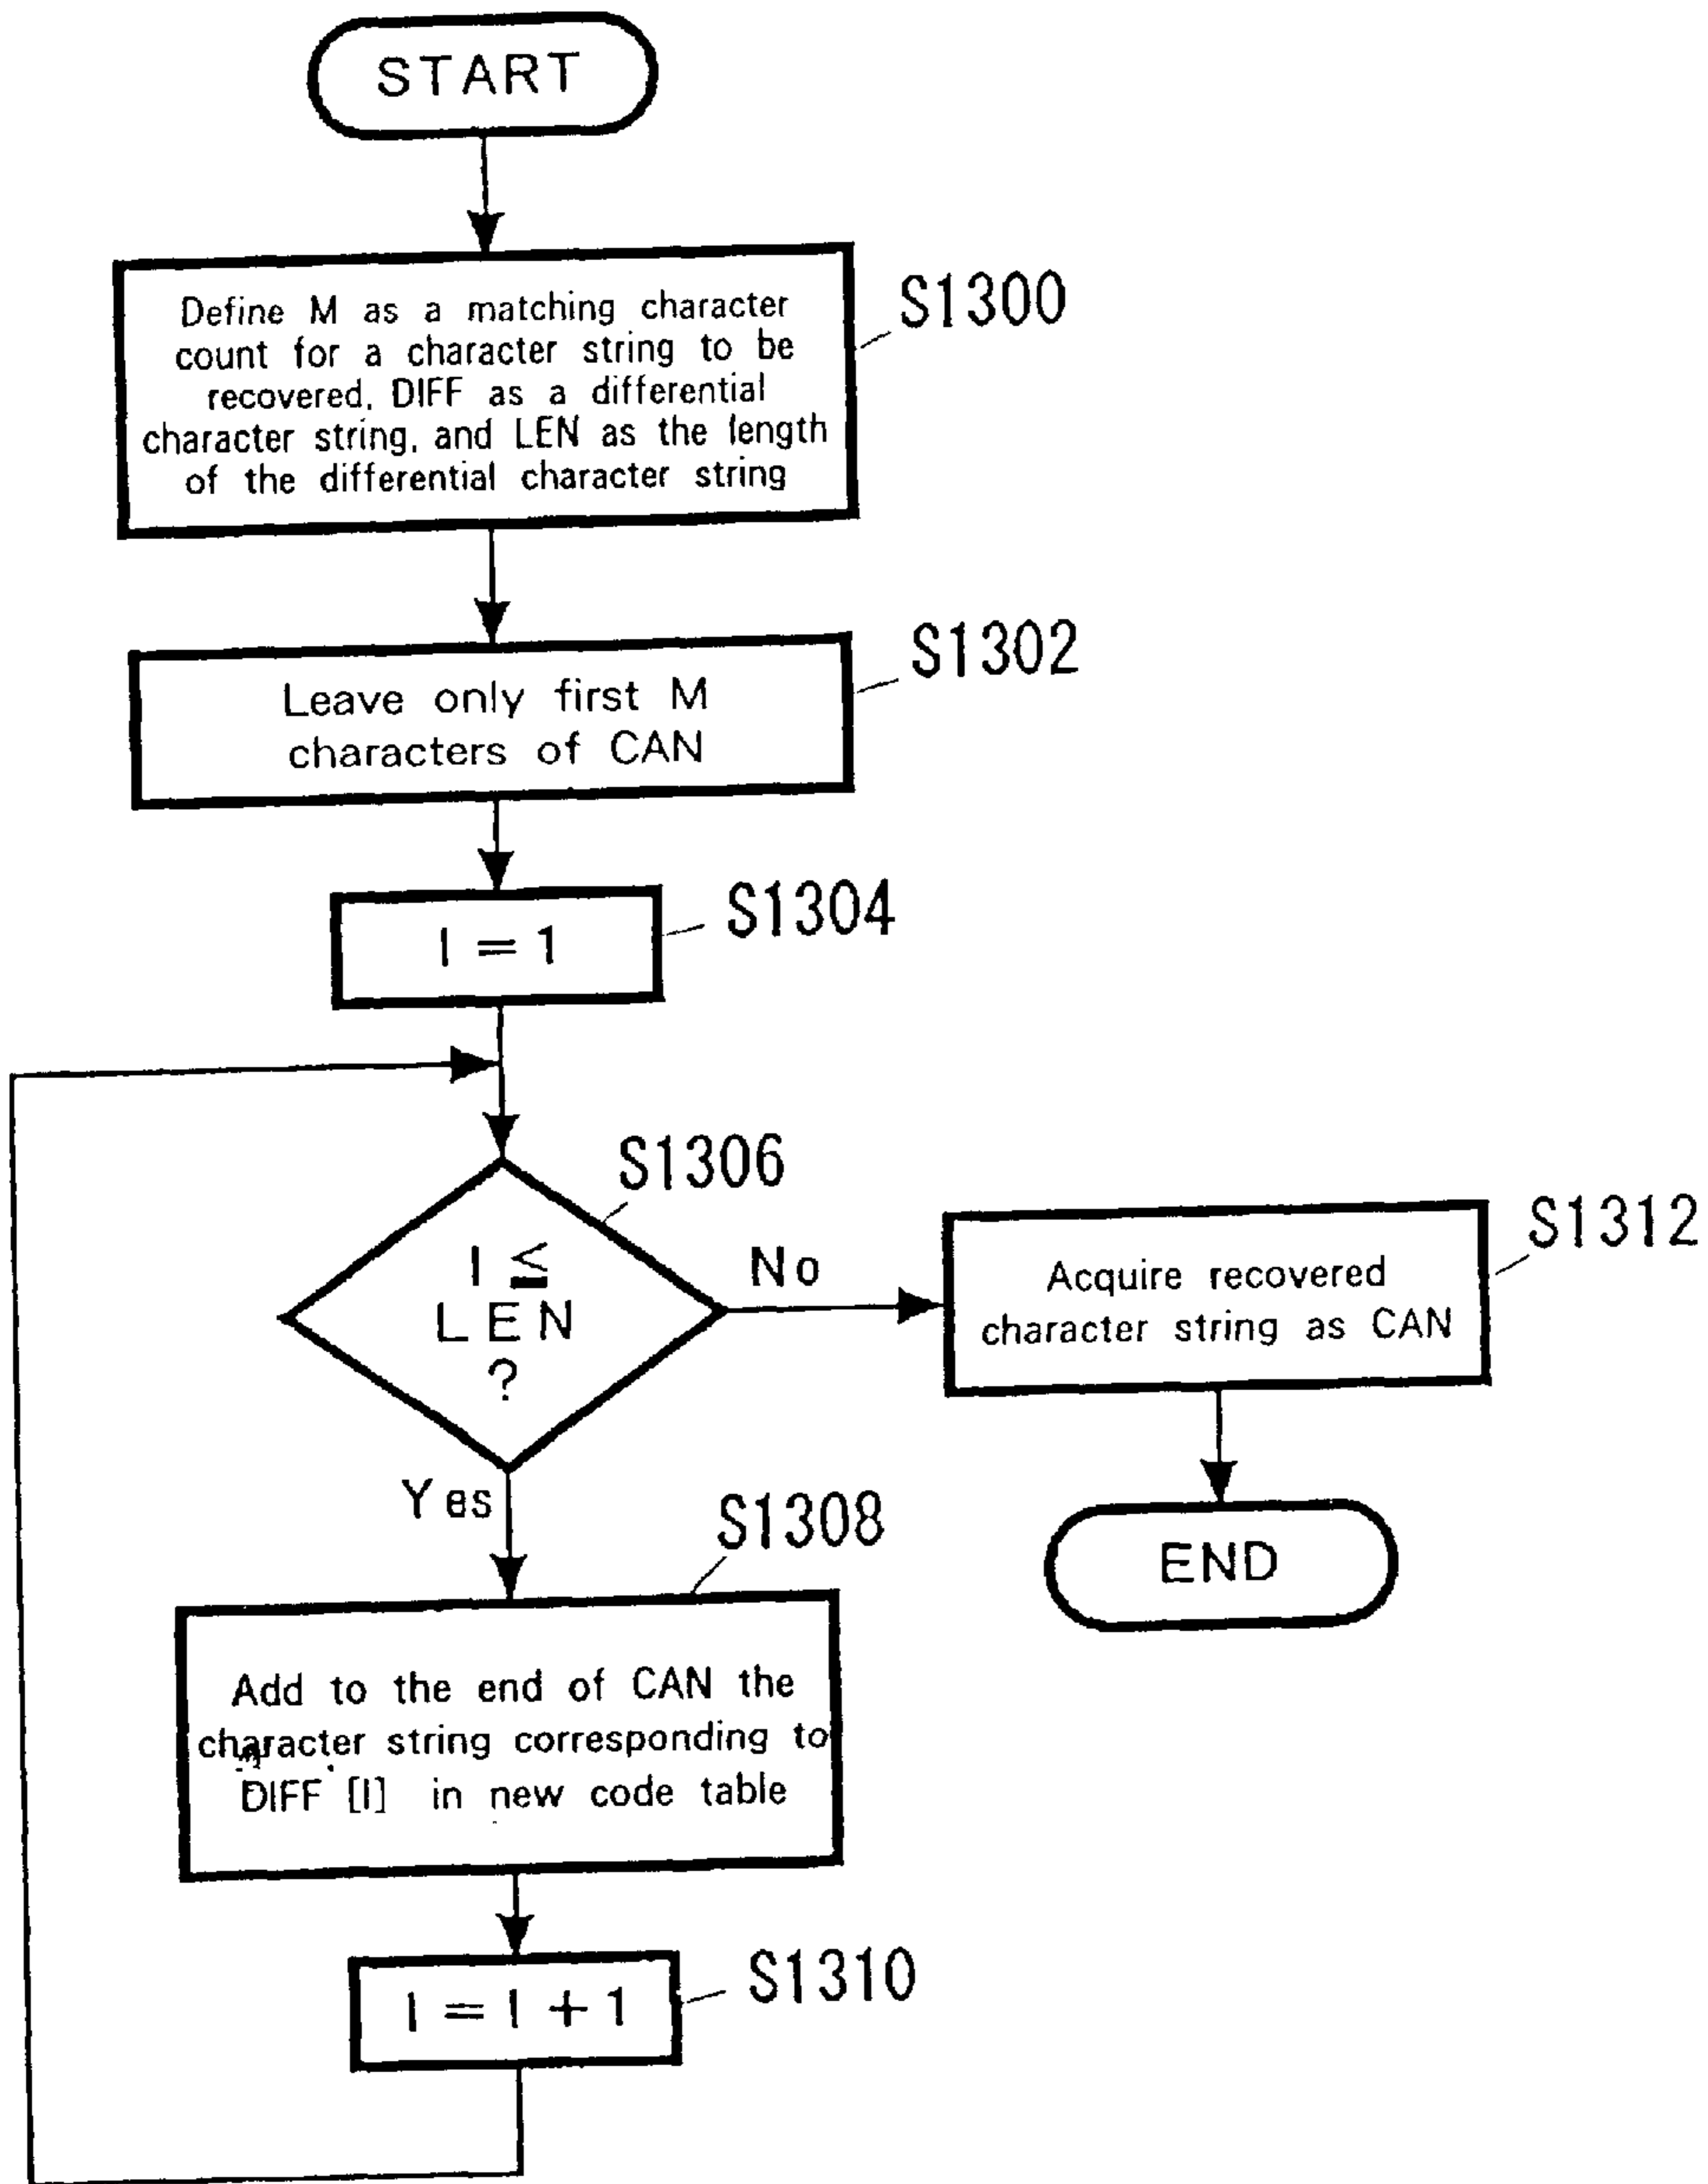 START
S1300
Define M as a matching character
count for a character string to be
recovered, DIFF as a differential
character string, and LEN as the length
of the differential character string
S1302
Leave only first M
characters of CAN
S1304
I = 1
S1306
I ≦
LEN
?
No
S1312
Acquire recovered
character string as CAN
Yes
END
S1308
Add to the end of CAN the
character string corresponding to
DIFF [I] in new code table
S1310
I = I + 1